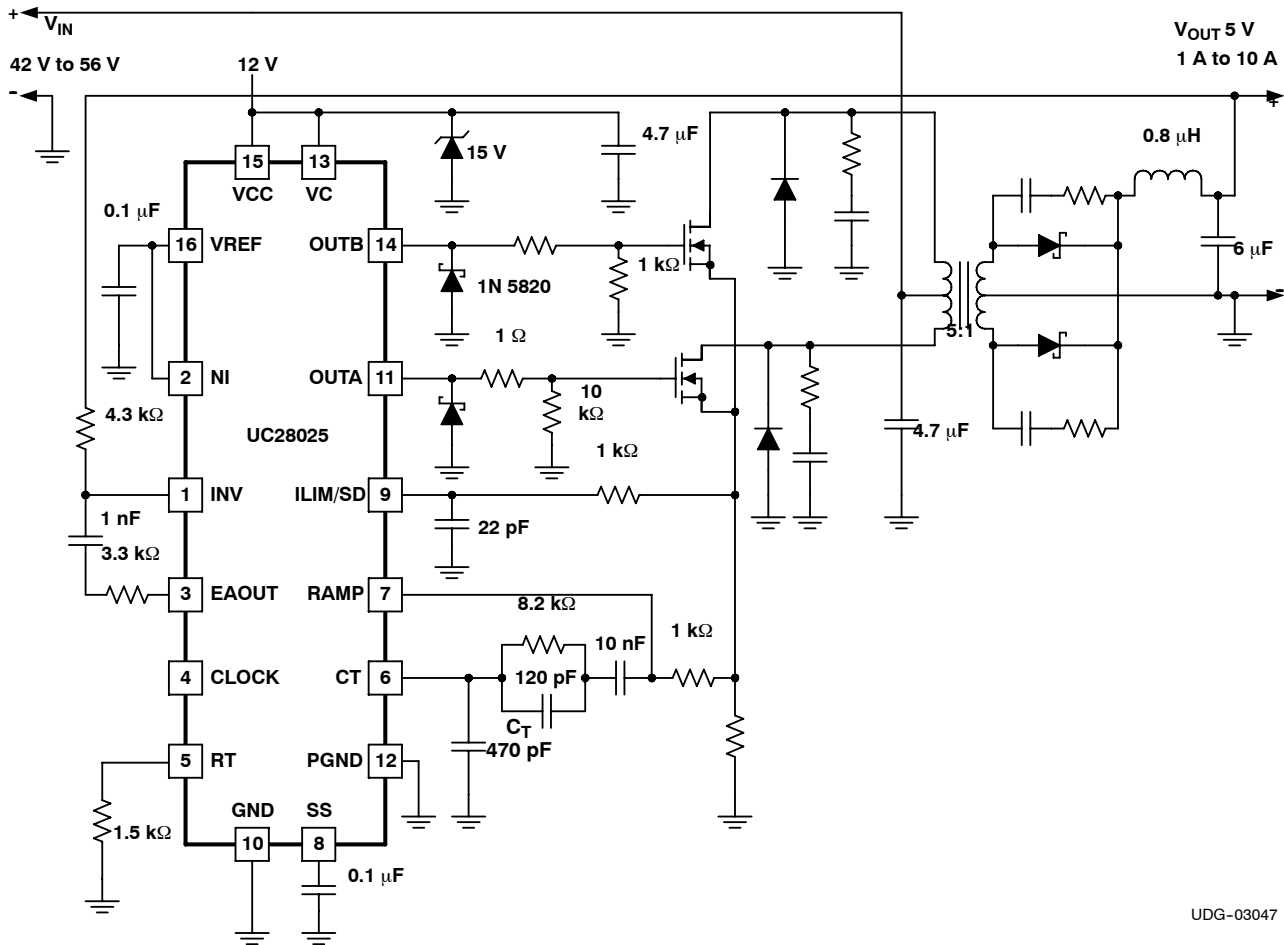 +
V_IN
V_OUT 5 V
42 V to 56 V
12 V
1 A to 10 A
-
+
4.7 μF
0.8 μH
15 V
15
13
VCC
VC
0.1 μF
16
VREF
OUTB
14
1 kΩ
6 μF
1N 5820
-
1 Ω
5:1
2
NI
OUTA
11
10
kΩ
4.3 kΩ
UC28025
4.7 μF
1 kΩ
1
INV
ILIM/SD
9
1 nF
22 pF
3.3 kΩ
3
EAOUT
RAMP
7
8.2 kΩ
10 nF
1 kΩ
4
CLOCK
CT
6
120 pF
C_T
470 pF
5
RT
PGND
12
GND
SS
1.5 kΩ
10
8
0.1 μF
UDG-03047